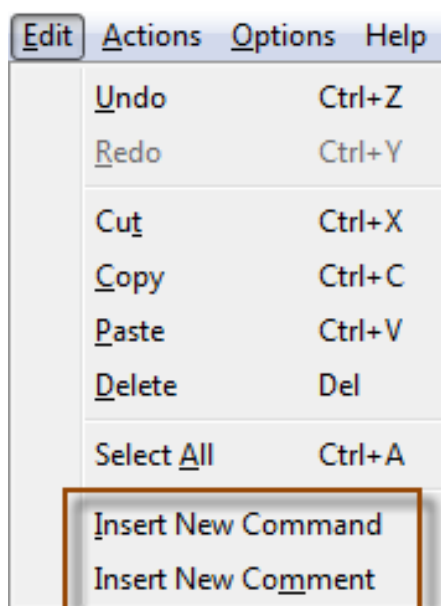 Edit Actions Options Help
Undo Ctrl+Z
Redo Ctrl+Y
Cut Ctrl+X
Copy Ctrl+C
Paste Ctrl+V
Delete Del
Select All Ctrl+A
Insert New Command
Insert New Comment